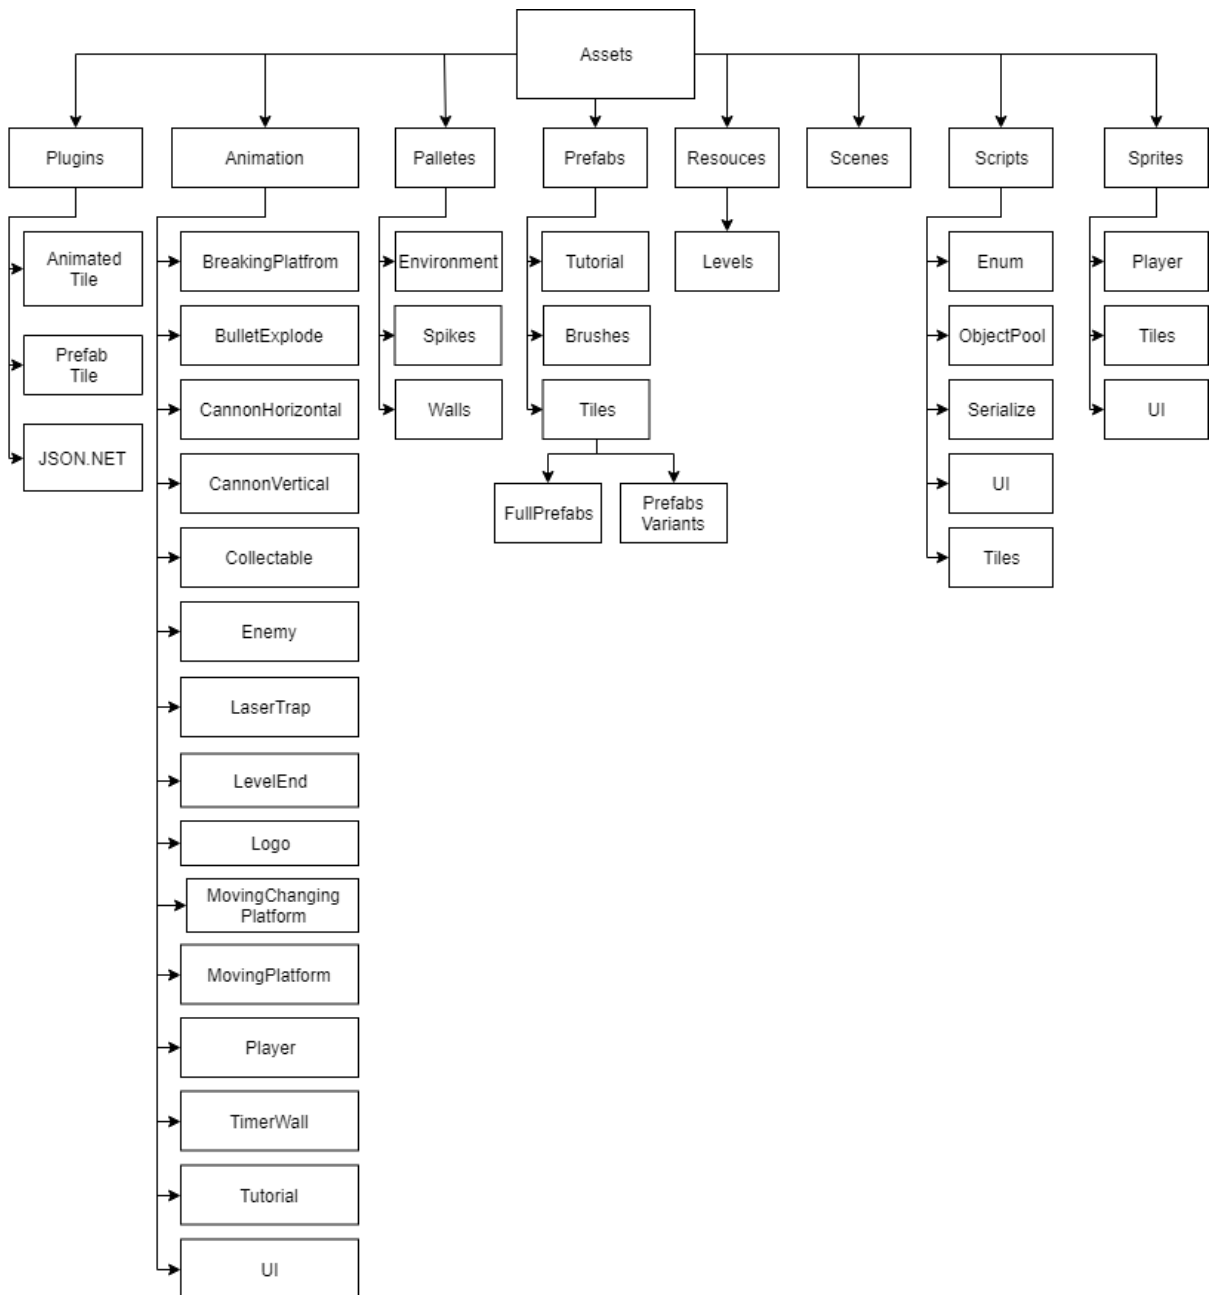 Assets
Plugins
Animation
Palletes
Prefabs
Resouces
Scenes
Scripts
Sprites
Animated
Tile
Prefab
Tile
JSON.NET
BreakingPlatfrom
BulletExplode
CannonHorizontal
CannonVertical
Collectable
Enemy
LaserTrap
LevelEnd
Logo
MovingChanging
Platform
MovingPlatform
Player
TimerWall
Tutorial
UI
Environment
Spikes
Walls
Tutorial
Brushes
Tiles
FullPrefabs
Prefabs
Variants
Levels
Enum
ObjectPool
Serialize
UI
Tiles
Player
Tiles
UI